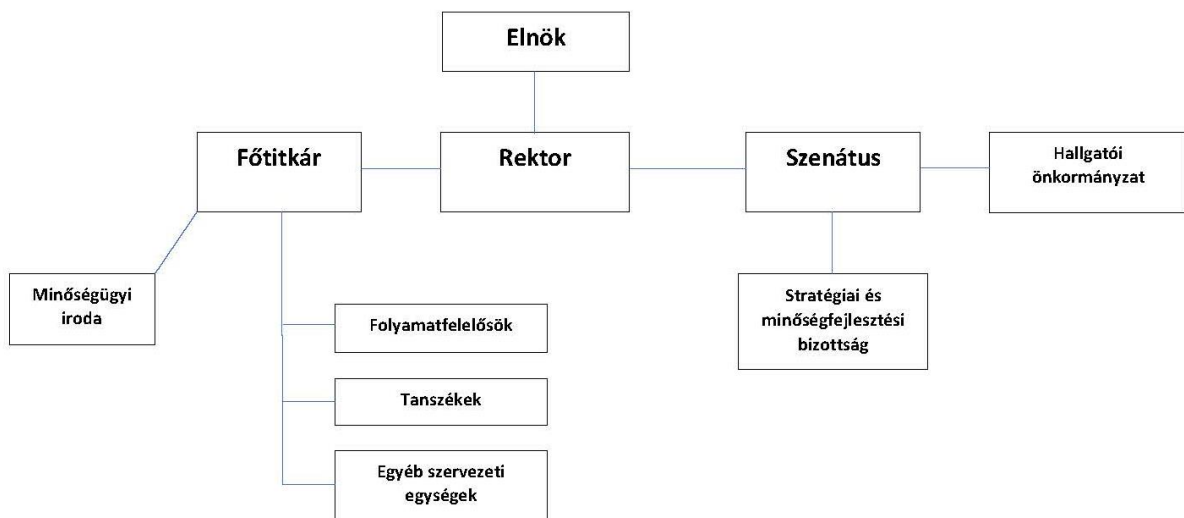 Elnök
Főtitkár
Rektor
Szenátus
Hallgatói
önkormányzat
Minőségügyi
iroda
Folyamatfelelősök
Stratégiai és
minőségfejlesztési
bizottság
Tanszékek
Egyéb szervezeti
egységek